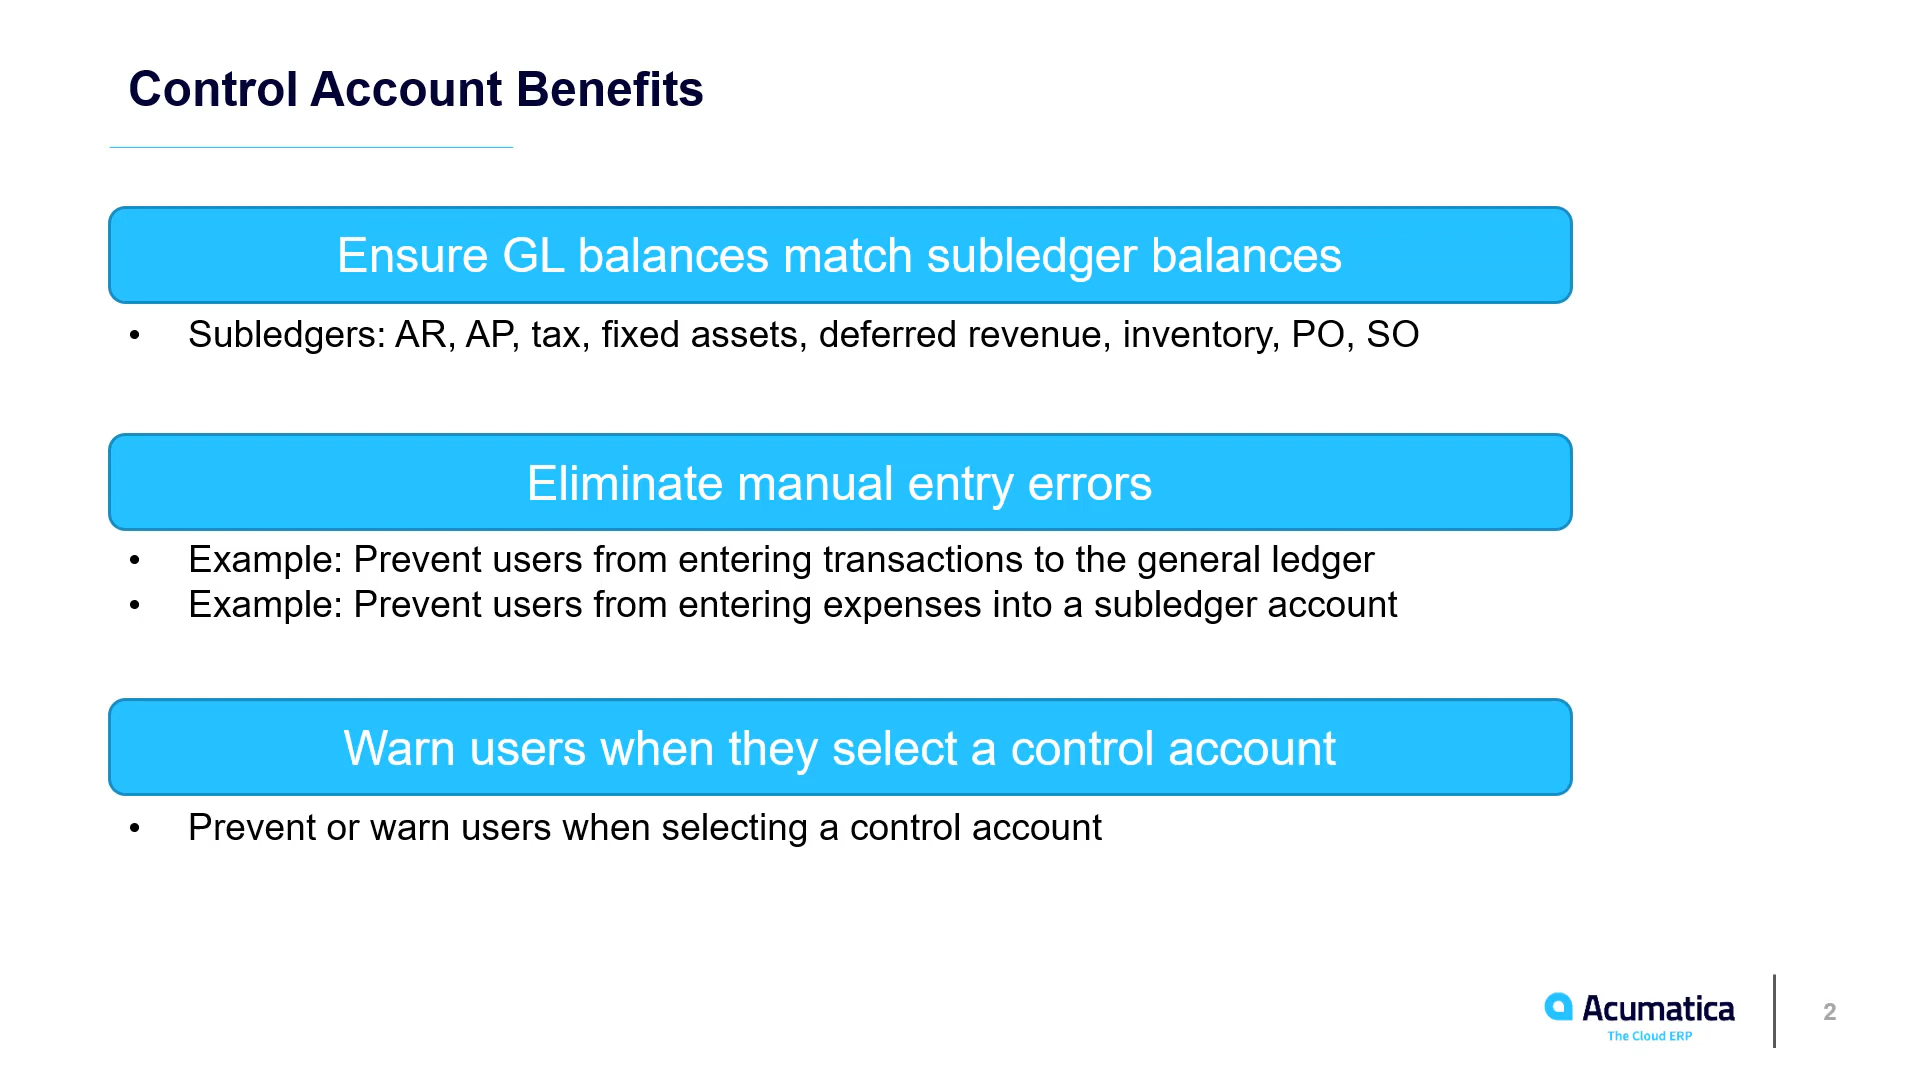 Control Account Benefits
Ensure GL balances match subledger balances
• Subledgers: AR, AP, tax, fixed assets, deferred revenue, inventory, PO, SO
Eliminate manual entry errors
• Example: Prevent users from entering transactions to the general ledger
• Example: Prevent users from entering expenses into a subledger account
Warn users when they select a control account
• Prevent or warn users when selecting a control account
Acumatica
The Cloud ERP
2